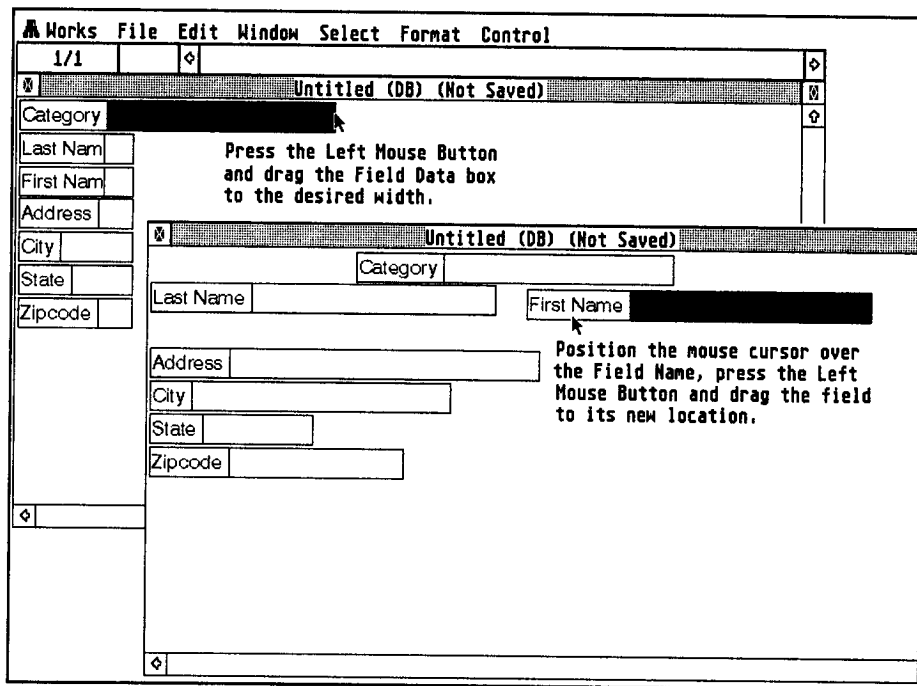 Works File Edit Window Select Format Control
1/1
Untitled (DB) (Not Saved)
Category
Last Nam
First Nam
Address
City
State
Zipcode
Press the Left Mouse Button
and drag the Field Data box
to the desired width.
Untitled (DB) (Not Saved)
Category
Last Name
First Name
Address
City
State
Zipcode
Position the mouse cursor over
the Field Name, press the Left
Mouse Button and drag the field
to its new location.